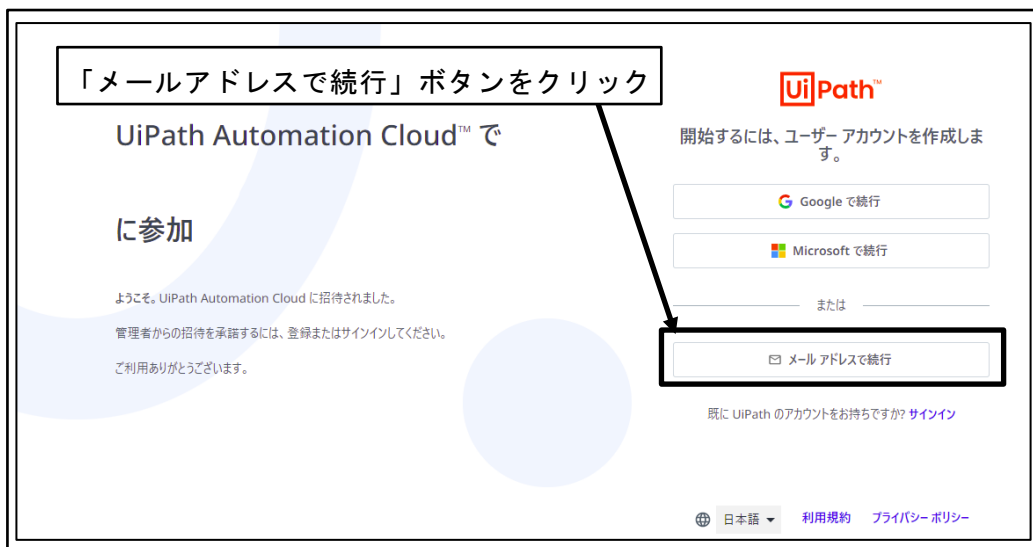 「メールアドレスで続行」ボタンをクリック
UiPath Automation Cloud™ で
に参加
ようこそ。UiPath Automation Cloud に招待されました。
管理者からの招待を承諾するには、登録またはサインインしてください。
ご利用ありがとうございます。
UiPath™
開始するには、ユーザー アカウントを作成しま
す。
Google で続行
Microsoft で続行
または
メール アドレスで続行
既に UiPath のアカウントをお持ちですか? サインイン
日本語 利用規約 プライバシー ポリシー